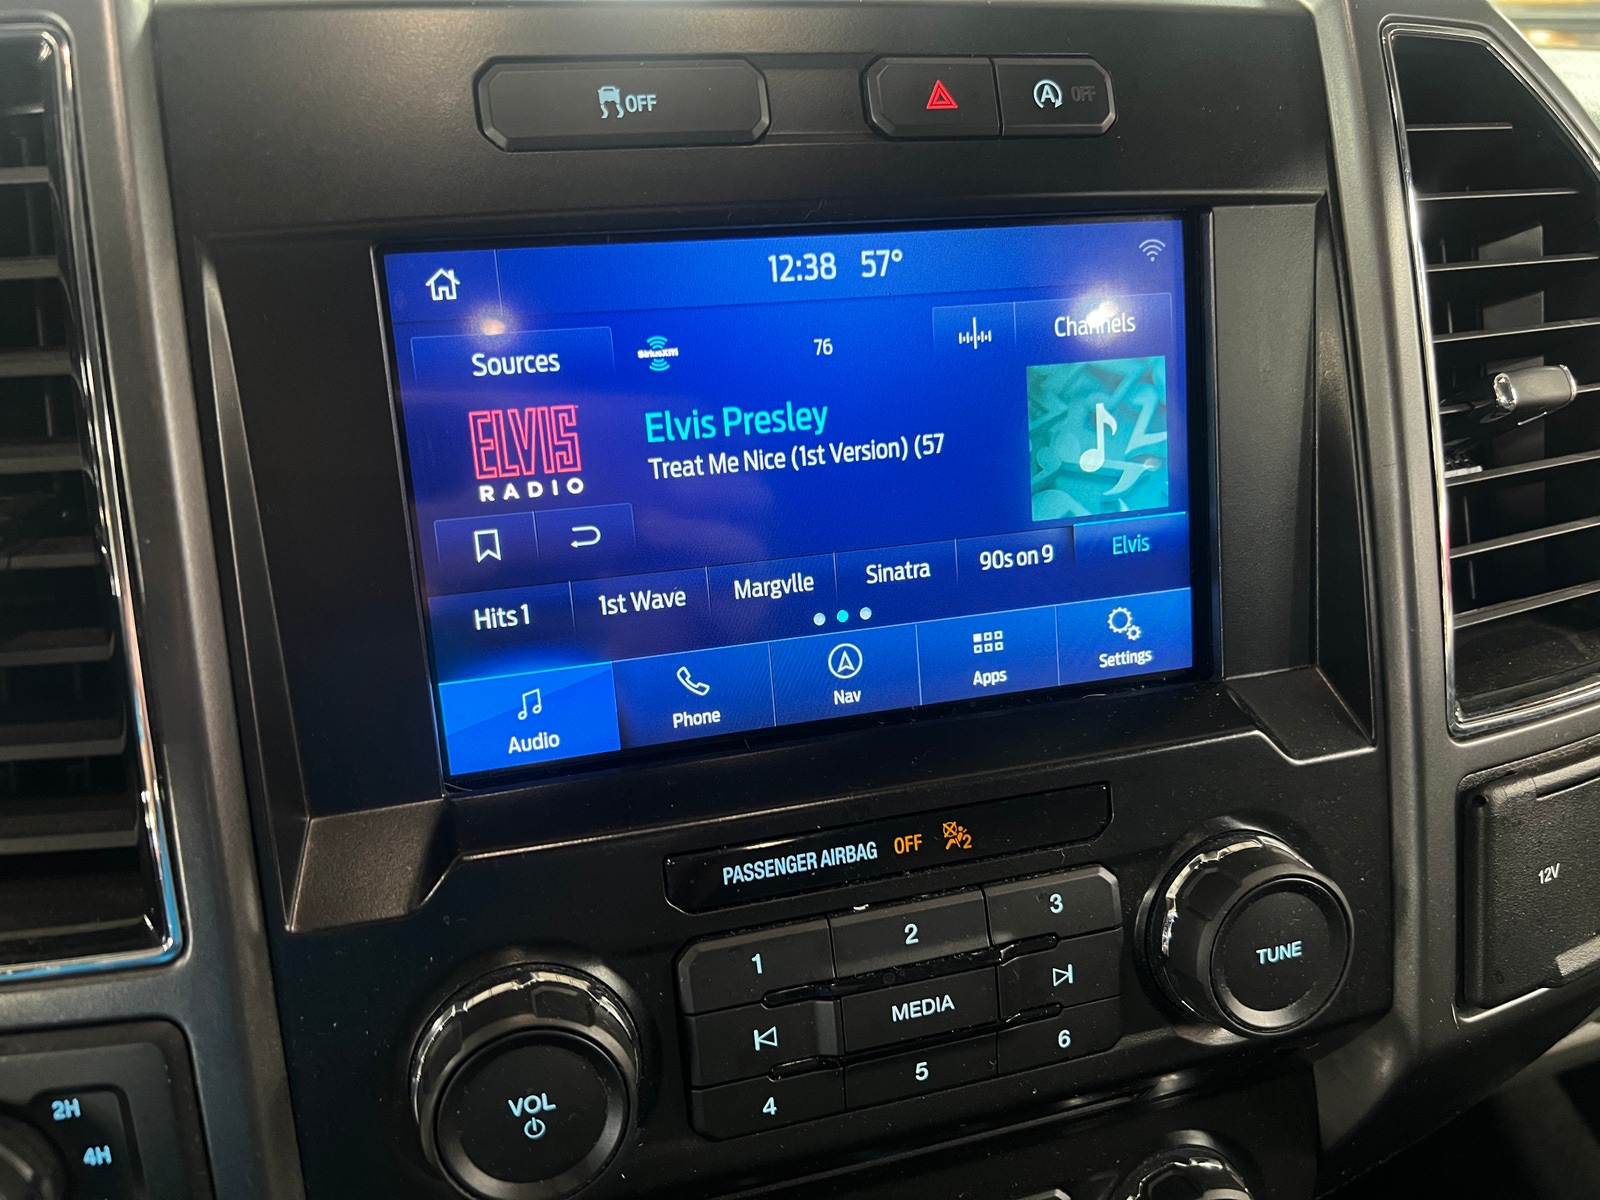 OFF
A OFF
12:38 57°
Sources
SiriusXM
76
Channels
ELVIS
RADIO
Elvis Presley
Treat Me Nice (1st Version) (57
Hits 1
1st Wave
Margvlle
Sinatra
90s on 9
Elvis
Audio
Phone
Nav
Apps
Settings
PASSENGER AIRBAG OFF 2
1
2
3
MEDIA
4
5
6
VOL
TUNE
12V
2H
4H